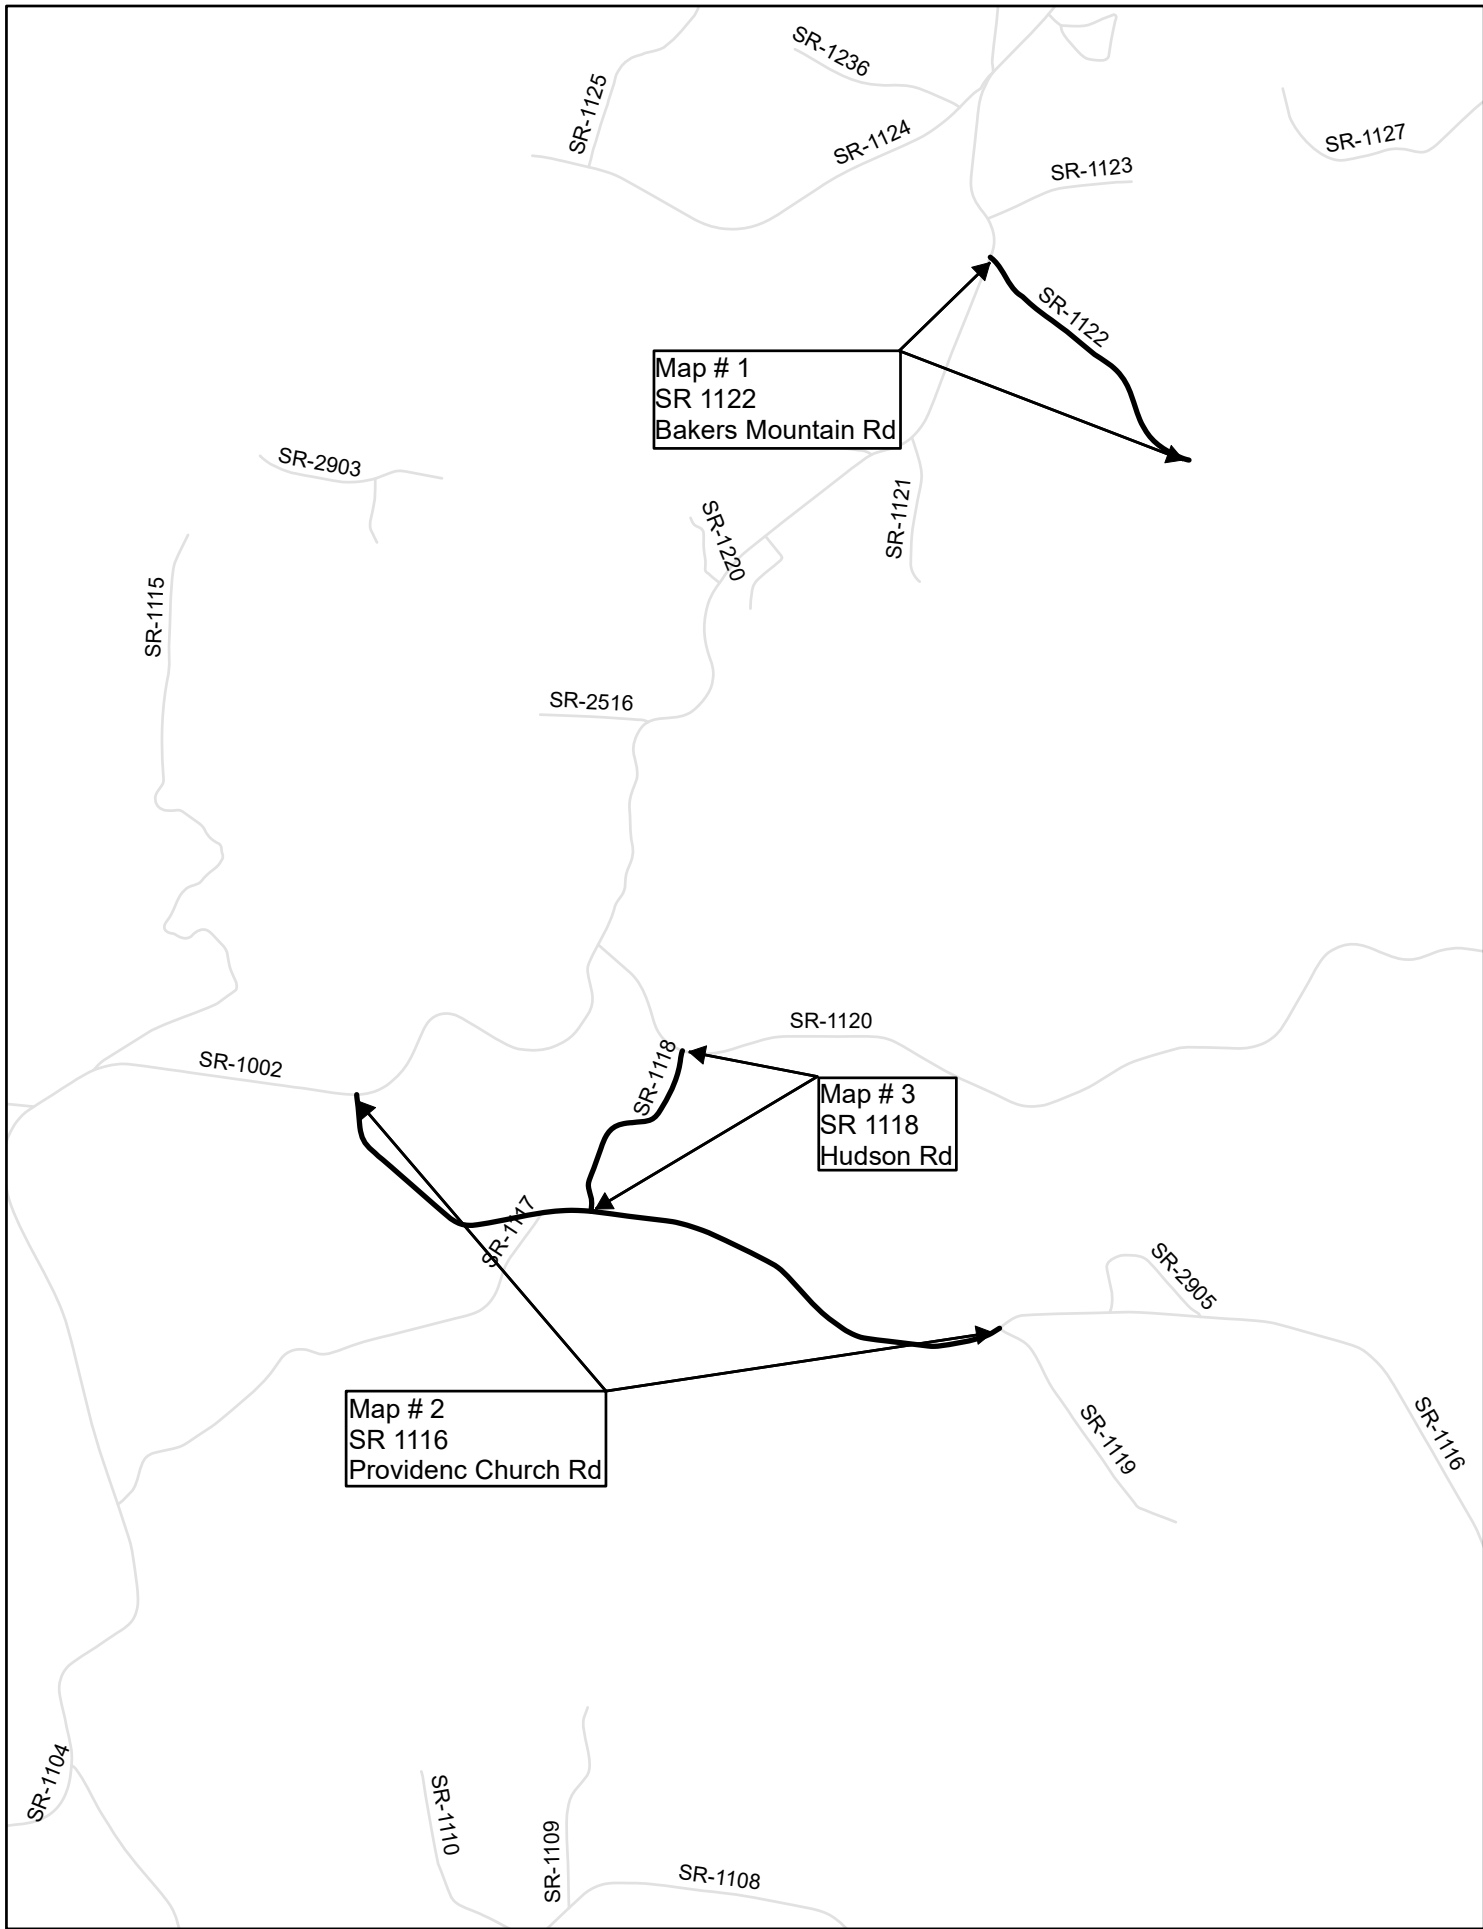 SR-1236
SR-1125
SR-1124
SR-1127
SR-1123
SR-1122
Map # 1
SR 1122
Bakers Mountain Rd
SR-2903
SR-1121
SR-1220
SR-1115
SR-2516
SR-1120
SR-1002
SR-1118
Map # 3
SR 1118
Hudson Rd
SR-1117
SR-2905
Map # 2
SR 1116
Providenc Church Rd
SR-1119
SR-1116
SR-1104
SR-1110
SR-1109
SR-1108